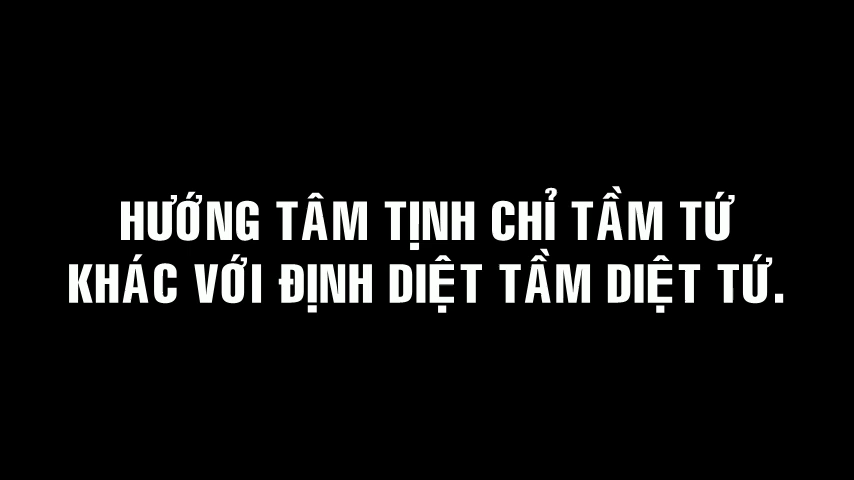 HƯỚNG TÂM TỊNH CHỈ TẦM TỨ
KHÁC VỚI ĐỊNH DIỆT TẦM DIỆT TỨ.